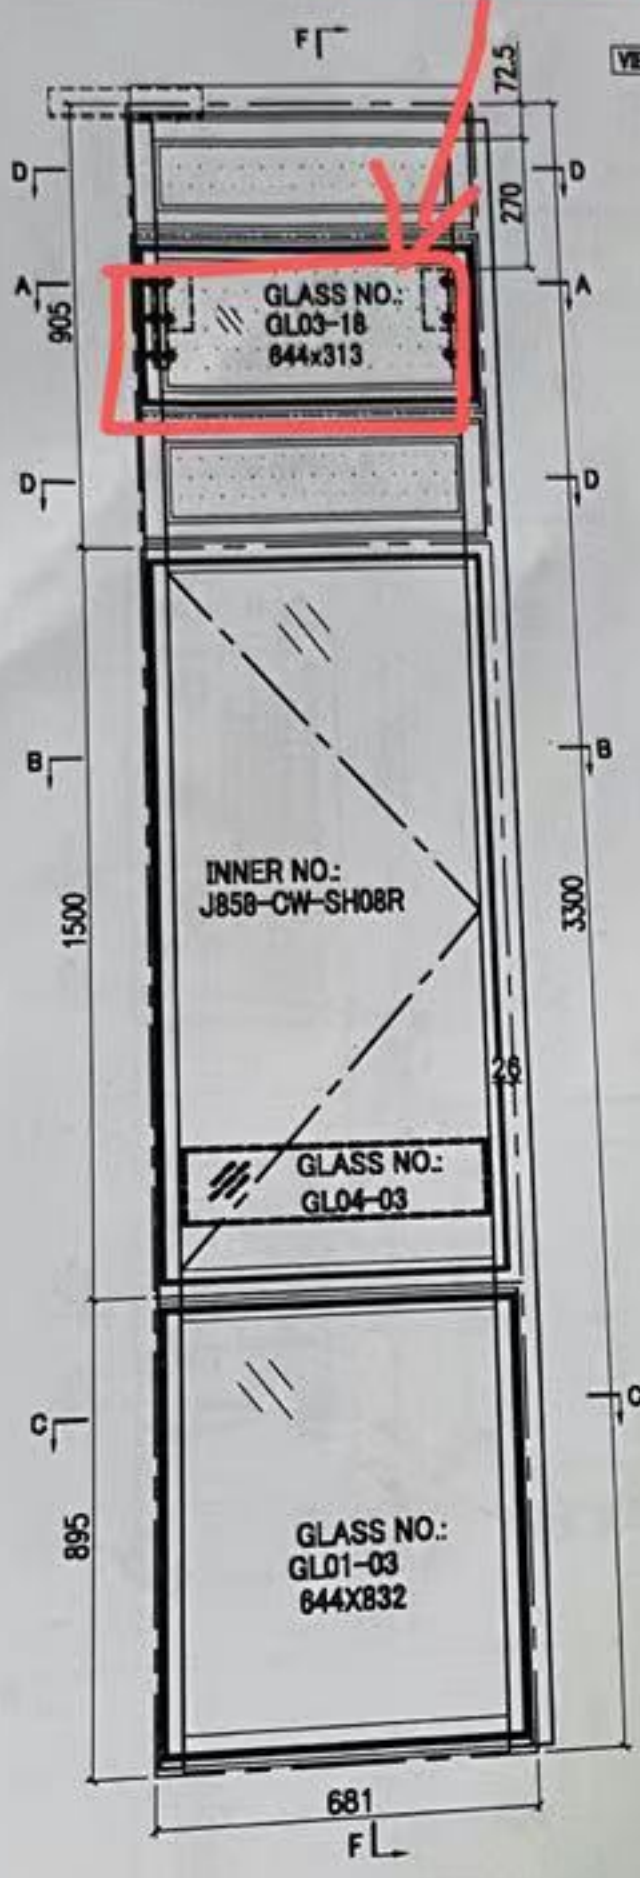 F
72.5
D
D
270
A
A
905
GLASS NO.:
GL03-18
644x313
D
D
B
B
INNER NO.:
J858-CW-SH08R
1500
3300
26
GLASS NO.:
GL04-03
C
C
895
GLASS NO.:
GL01-03
644X832
681
F